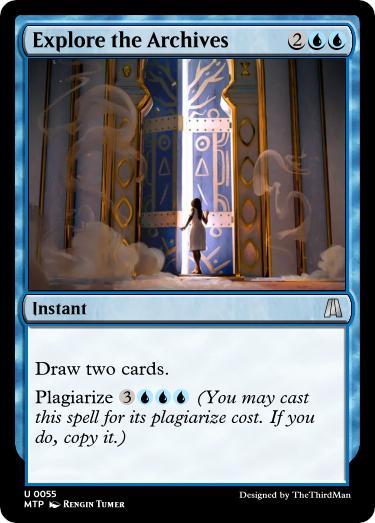 Explore the Archives 2
Instant
Draw two cards.
Plagiarize 3 (You may cast
this spell for its plagiarize cost. If you
do, copy it.)
U 0055
MTP Rengin Tumer
Designed by TheThirdMan